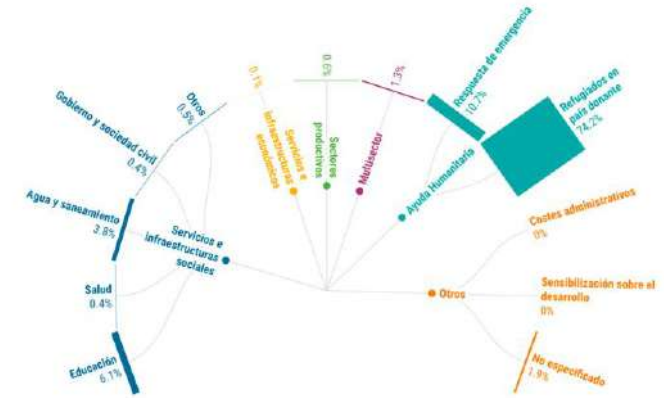 Otros
0.5%
Gobierno y sociedad civil
0.4%
Agua y saneamiento
3.8%
Salud
0.4%
Educación
6.1%
Servicios e
infraestructuras
sociales
0.1%
Servicios e
infraestructuras
económicos
0.6%
Sectores
productivos
1.3%
Multisector
Respuesta de emergencia
10.7%
Refugiados en
país donante
74.2%
Ayuda Humanitaria
Otros
Costes administrativos
0%
Sensibilización sobre el
desarrollo
0%
No especificado
1.9%